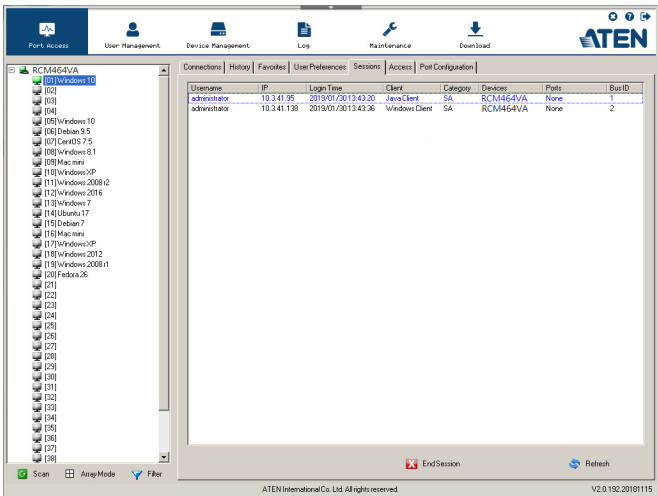 Port Access User Management Device Management Log Maintenance Download ATEN
Connections History Favorites User Preferences Sessions Access Port Configuration
RCM464VA
[01] Windows 10
[02]
[03]
[04]
[05] Windows 10
[06] Debian 9.5
[07] CentOS 7.5
[08] Windows 8.1
[09] Mac mini
[10] Windows XP
[11] Windows 2008 r2
[12] Windows 2016
[13] Windows 7
[14] Ubuntu 17
[15] Debian 7
[16] Mac mini
[17] Windows XP
[18] Windows 2012
[19] Windows 2008 r1
[20] Fedora 26
[21]
[22]
[23]
[24]
[25]
[26]
[27]
[28]
[29]
[30]
[31]
[32]
[33]
[34]
[35]
[36]
[37]
[38]
Username IP Login Time Client Category Devices Ports Bus ID
administrator 10.3.41.95 2019/01/30 13:43:20 Java Client SA RCM464VA None 1
administrator 10.3.41.138 2019/01/30 13:43:36 Windows Client SA RCM464VA None 2
End Session Refresh
Scan Array Mode Filter
ATEN International Co. Ltd. All rights reserved. V2.0.192.20181115